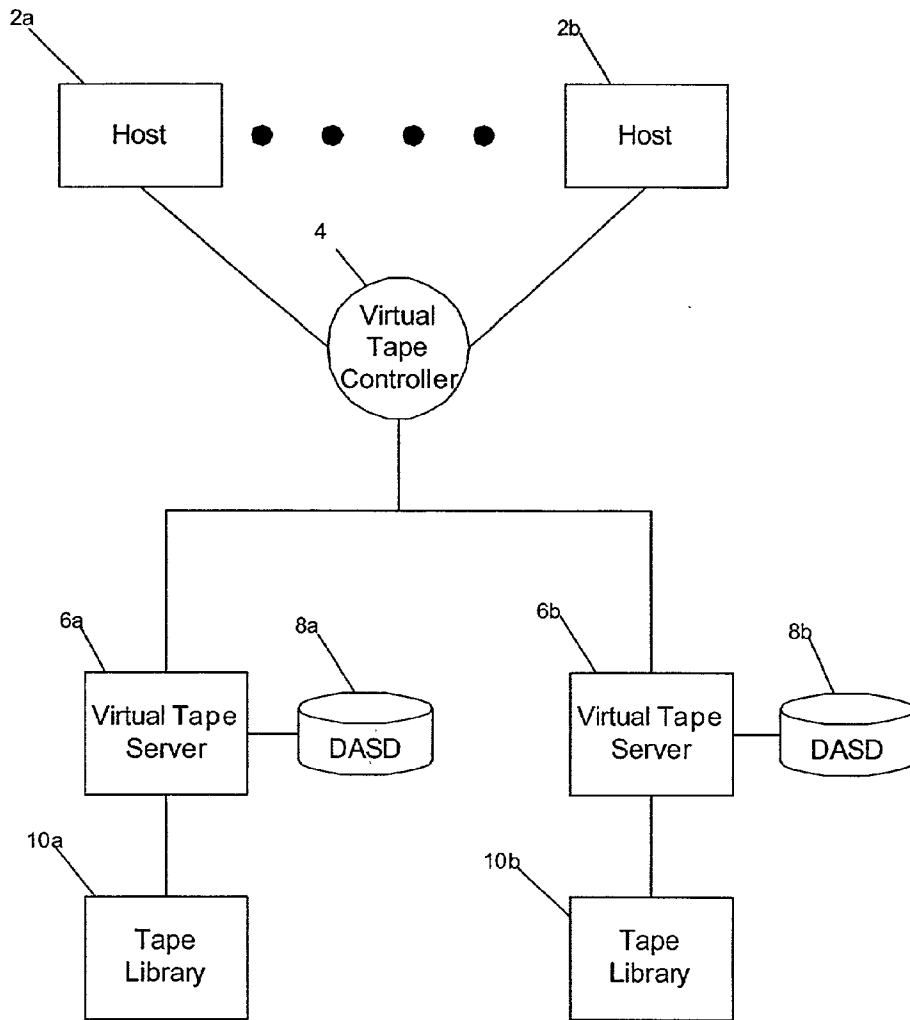 2a
2b
Host
Host
4
Virtual
Tape
Controller
6a
8a
6b
8b
Virtual Tape
Server
DASD
Virtual Tape
Server
DASD
10a
10b
Tape
Library
Tape
Library